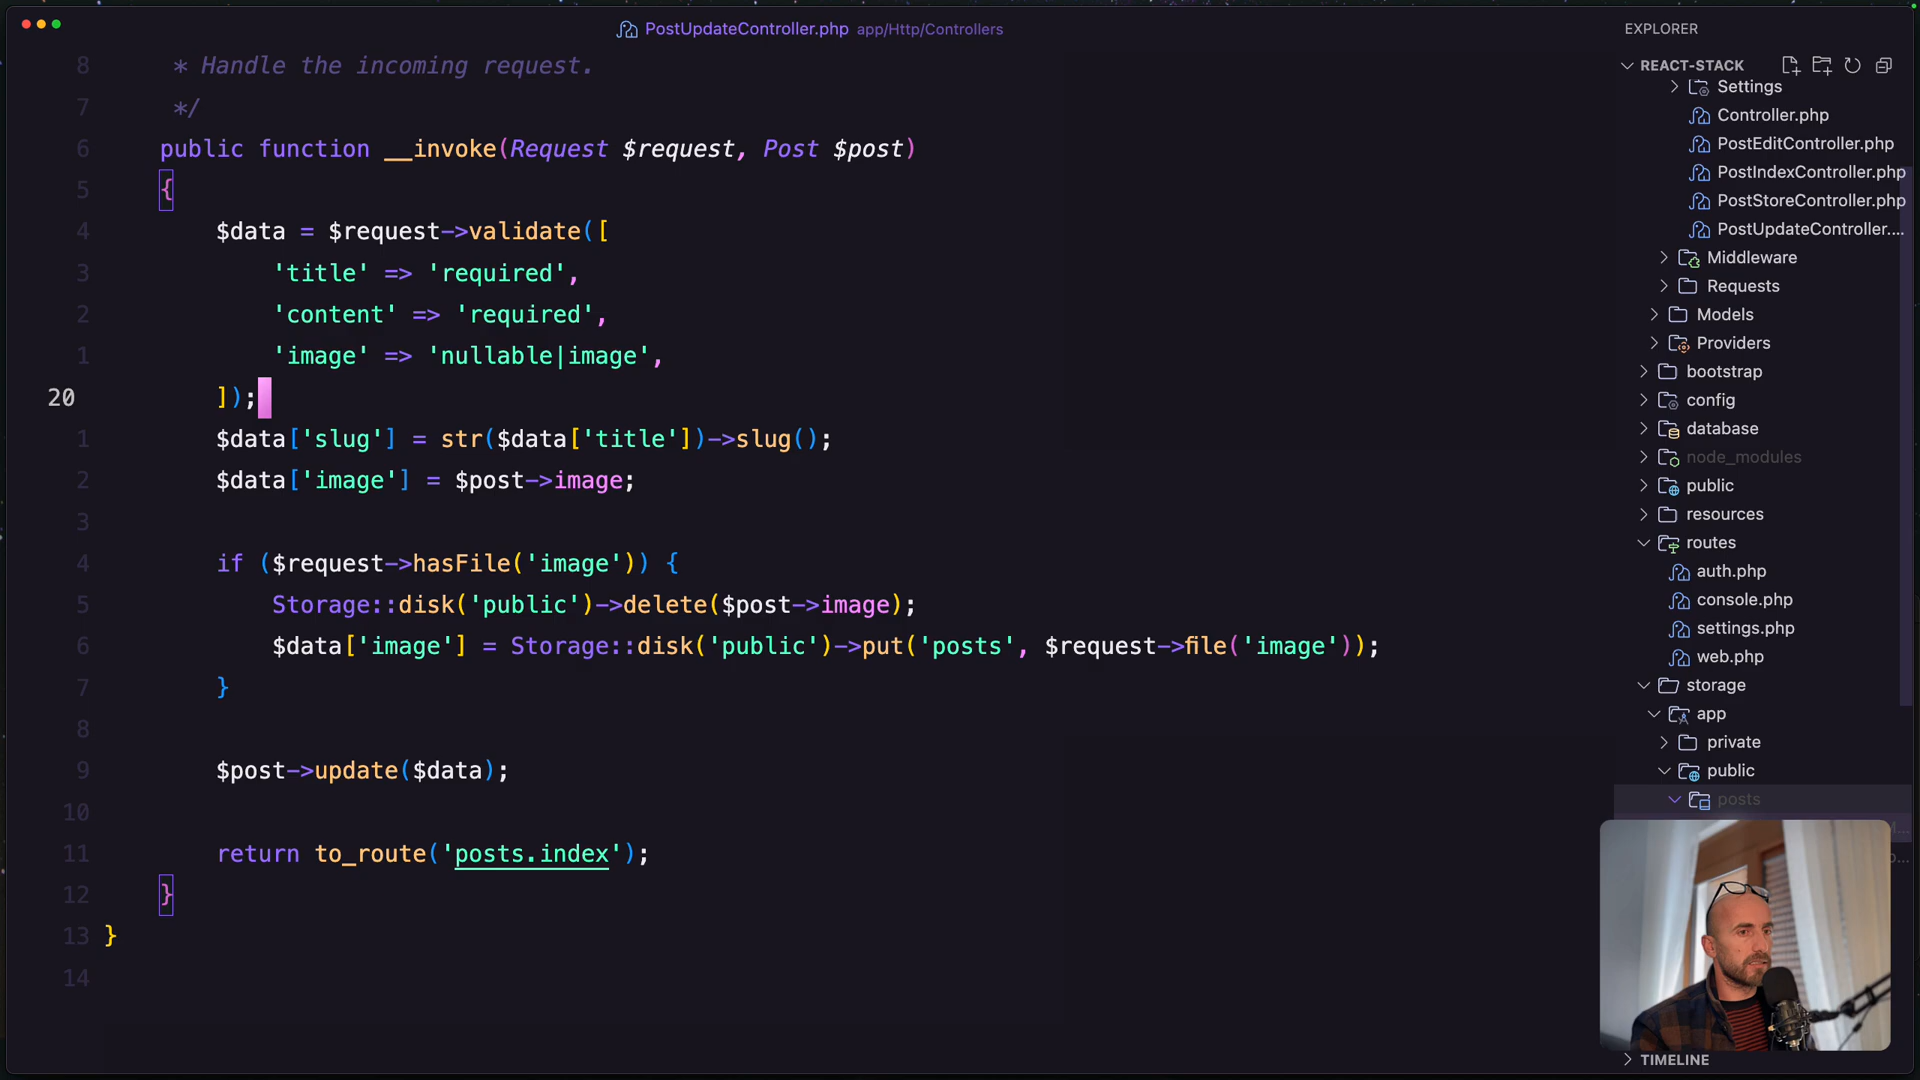 PostUpdateController.php app/Http/Controllers
8 * Handle the incoming request.
7 */
6 public function __invoke(Request $request, Post $post)
5 {
4 $data = $request->validate([
3 'title' => 'required',
2 'content' => 'required',
1 'image' => 'nullable|image',
20 ]);
1 $data['slug'] = str($data['title'])->slug();
2 $data['image'] = $post->image;
3
4 if ($request->hasFile('image')) {
5 Storage::disk('public')->delete($post->image);
6 $data['image'] = Storage::disk('public')->put('posts', $request->file('image'));
7 }
8
9 $post->update($data);
10
11 return to_route('posts.index');
12 }
13 }
14
EXPLORER
REACT-STACK
Settings
Controller.php
PostEditController.php
PostIndexController.php
PostStoreController.php
PostUpdateController....
Middleware
Requests
Models
Providers
bootstrap
config
database
node_modules
public
resources
routes
auth.php
console.php
settings.php
web.php
storage
app
private
public
posts
TIMELINE